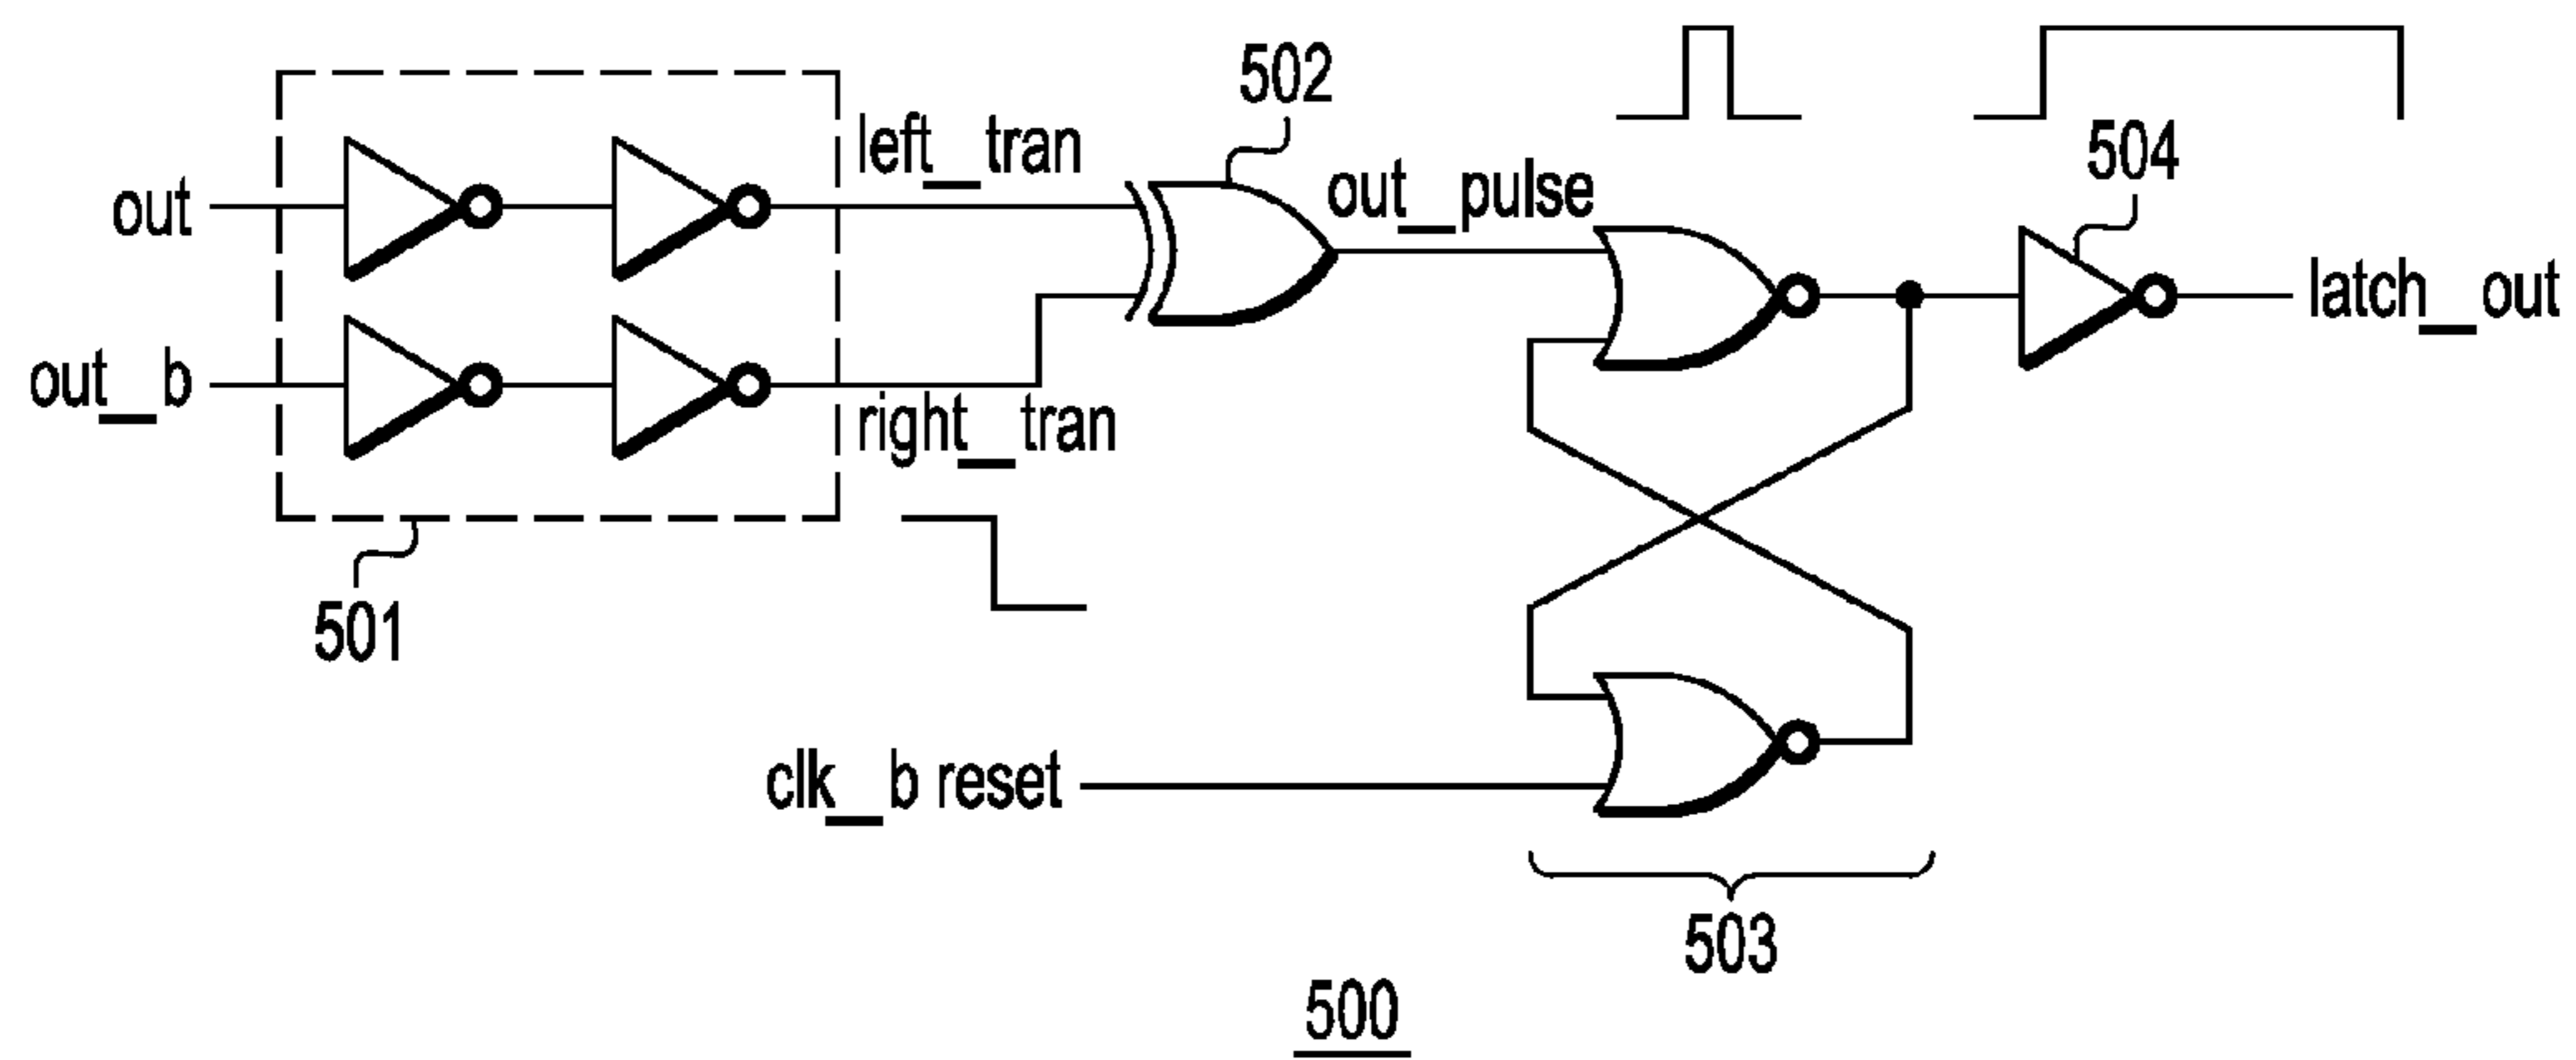 502
504
left_tran
out
out_pulse
latch_out
out_b
right_tran
501
clk_b reset
503
500